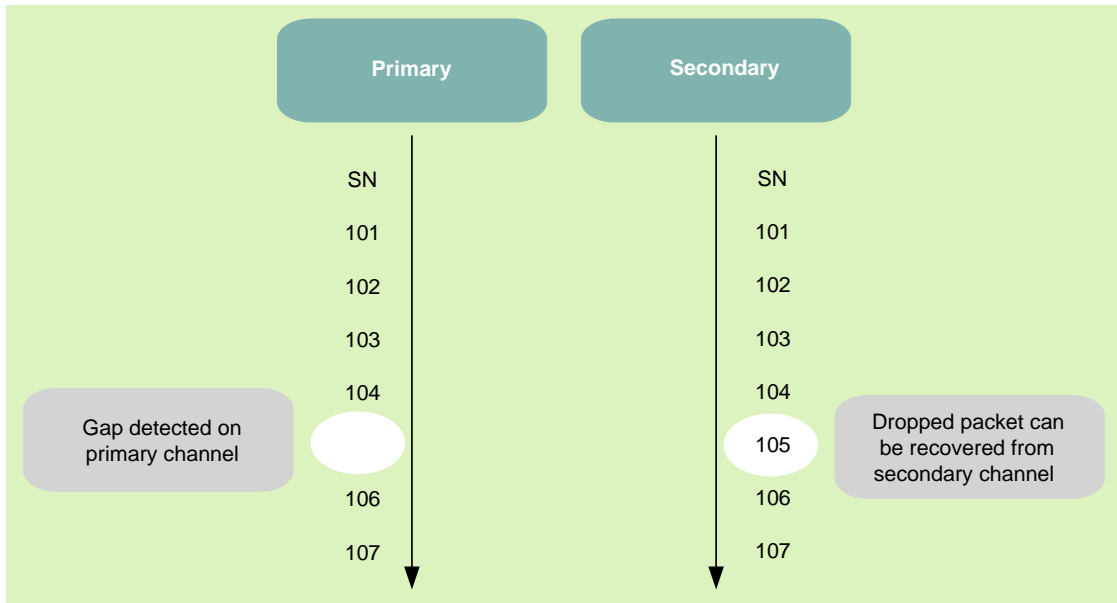 Primary
Secondary
SN
SN
101
101
102
102
103
103
104
104
Gap detected on
primary channel
105
Dropped packet can
be recovered from
secondary channel
106
106
107
107